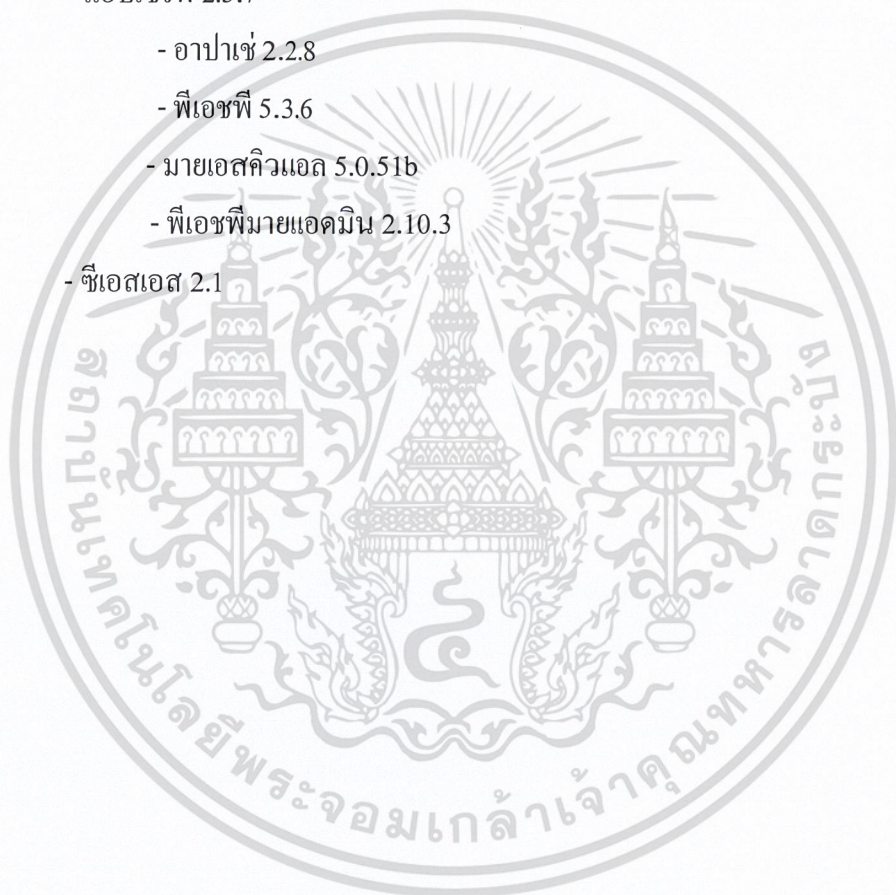 - อาปาเช่ 2.2.8
- พีเอชพี 5.3.6
- มายเอสคิวแอล 5.0.51b
- พีเอชพีมายแอดมิน 2.10.3
- ซีเอสเอส 2.1
สถาบันเทคโนโลยีพระจอมเกล้าเจ้าคุณทหารลาดกระบัง
๔